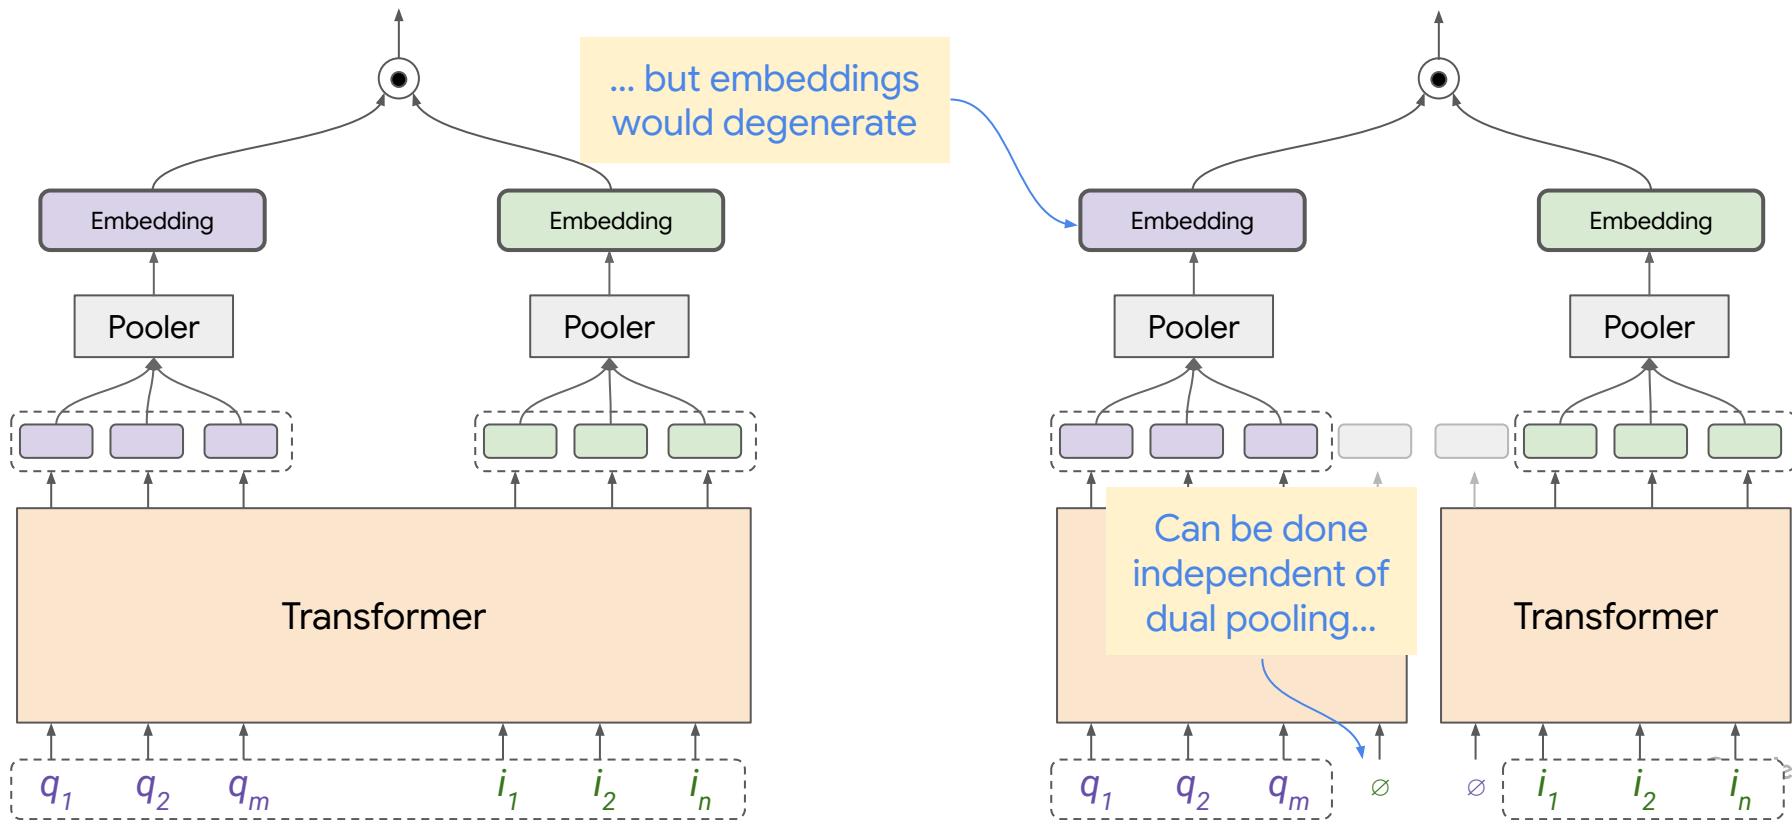 ... but embeddings
would degenerate
Embedding
Embedding
Embedding
Embedding
Pooler
Pooler
Pooler
Pooler
Can be done
independent of
dual pooling...
Transformer
Transformer
q1 q2 qm i1 i2 in
q1 q2 qm ∅ ∅ i1 i2 in